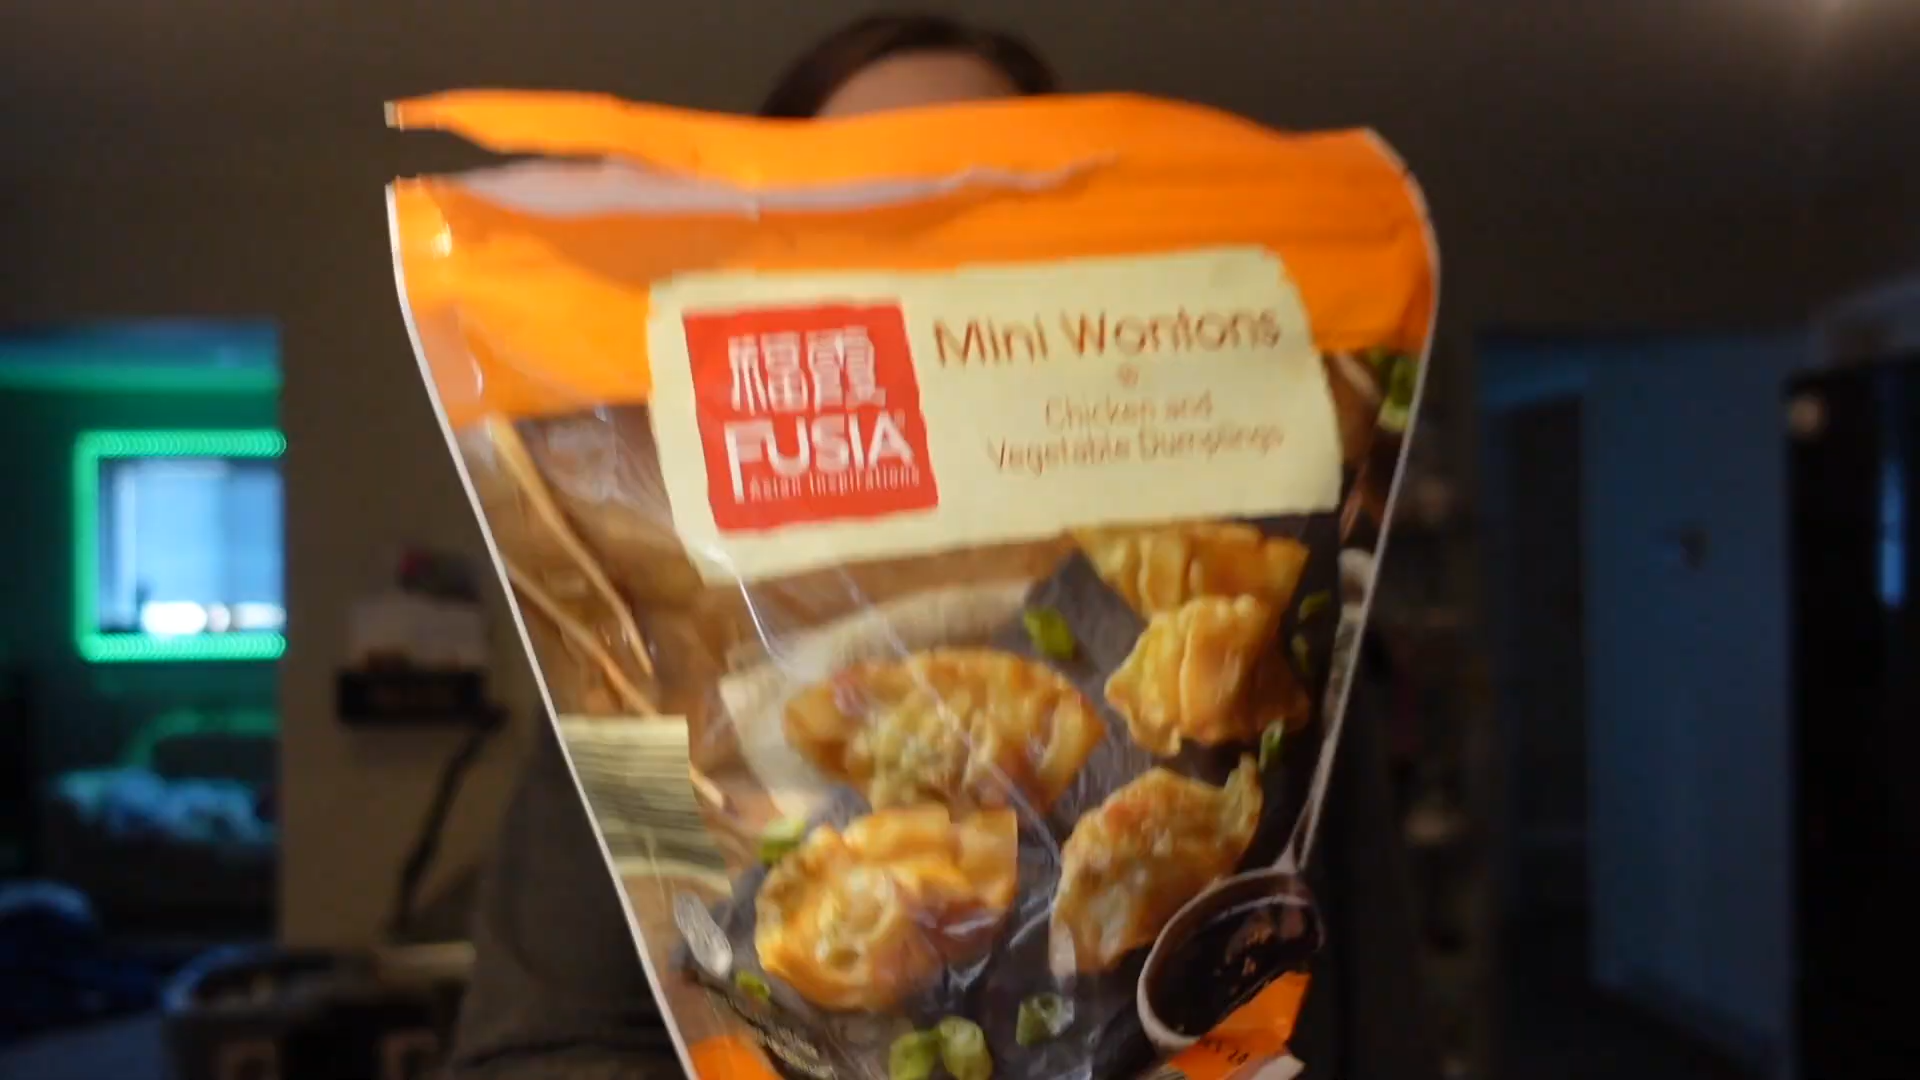 福霞
FUSIA
Asian Inspirations
Mini Wontons
Chicken and
Vegetable Dumplings